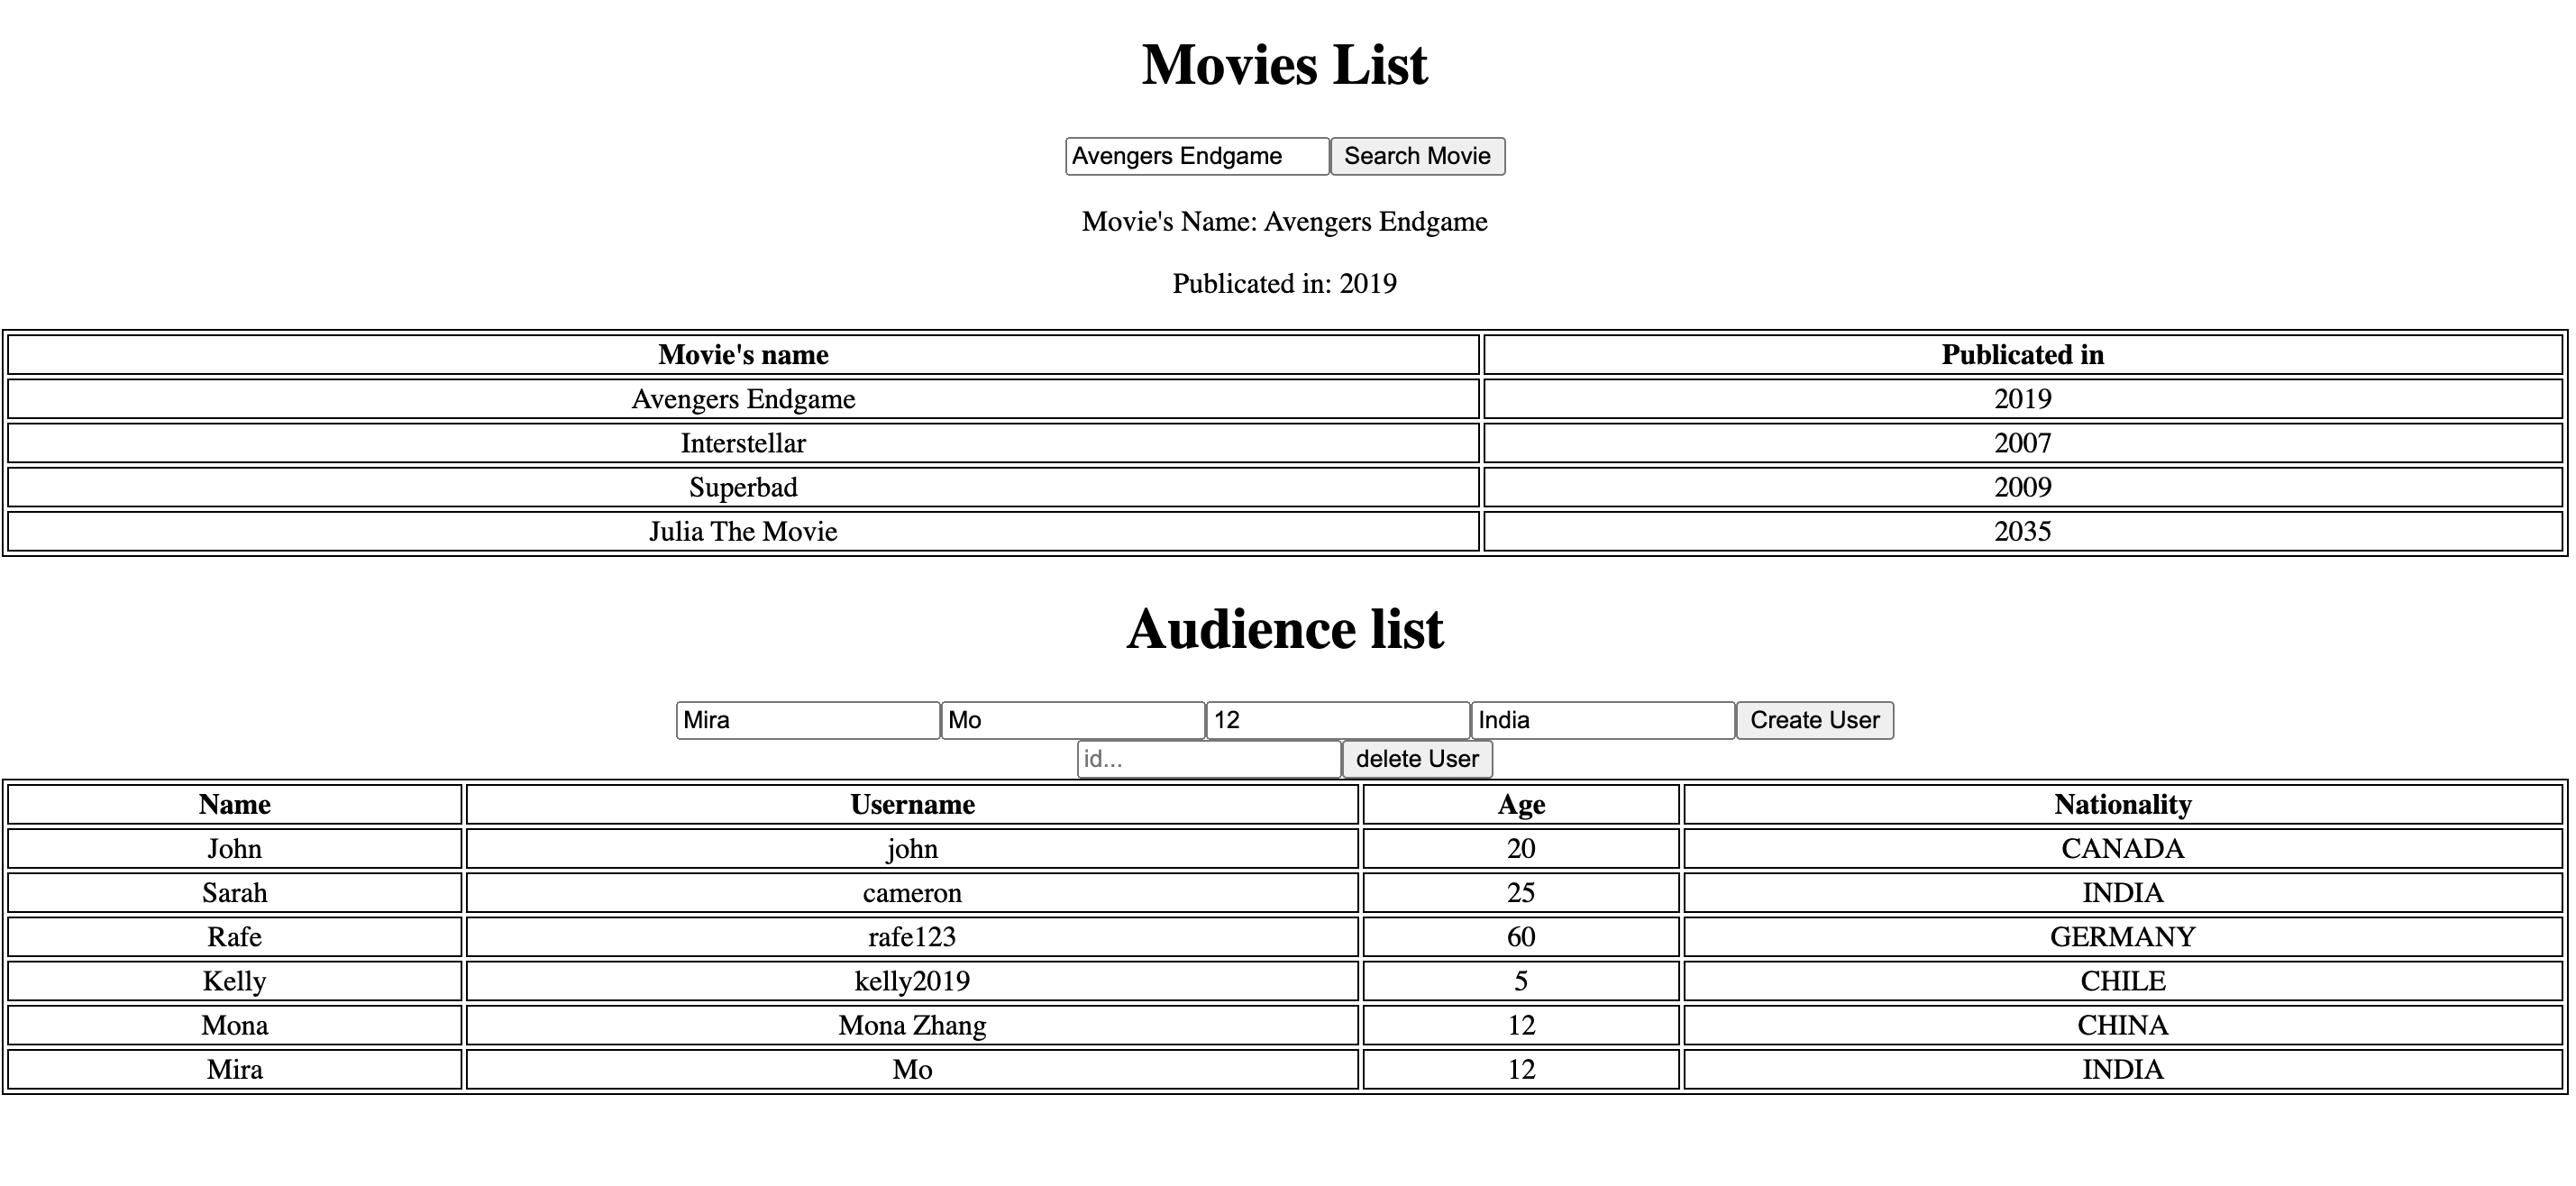 Movies List
Avengers Endgame Search Movie
Movie's Name: Avengers Endgame
Publicated in: 2019
Movie's name Publicated in
Avengers Endgame 2019
Interstellar 2007
Superbad 2009
Julia The Movie 2035
Audience list
Mira Mo 12 India Create User
id... delete User
Name Username Age Nationality
John john 20 CANADA
Sarah cameron 25 INDIA
Rafe rafe123 60 GERMANY
Kelly kelly2019 5 CHILE
Mona Mona Zhang 12 CHINA
Mira Mo 12 INDIA